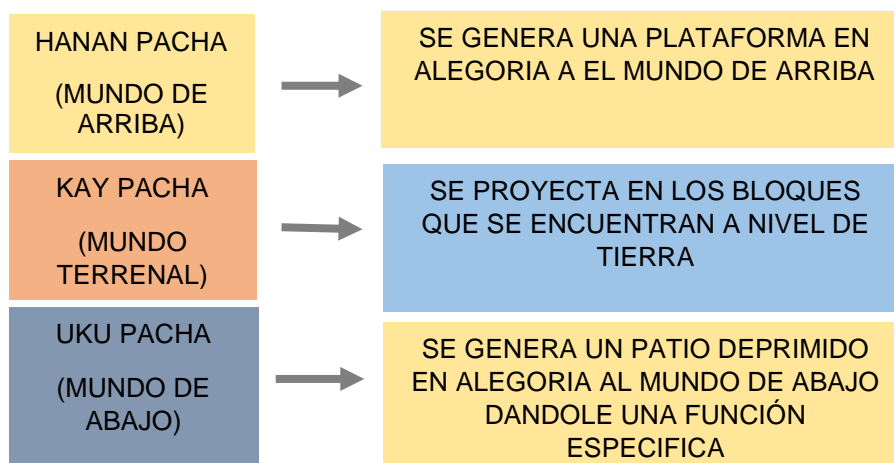 HANAN PACHA
(MUNDO DE
ARRIBA)
SE GENERA UNA PLATAFORMA EN
ALEGORIA A EL MUNDO DE ARRIBA
KAY PACHA
(MUNDO
TERRENAL)
SE PROYECTA EN LOS BLOQUES
QUE SE ENCUENTRAN A NIVEL DE
TIERRA
UKU PACHA
(MUNDO DE
ABAJO)
SE GENERA UN PATIO DEPRIMIDO
EN ALEGORIA AL MUNDO DE ABAJO
DANDOLE UNA FUNCIÓN
ESPECIFICA